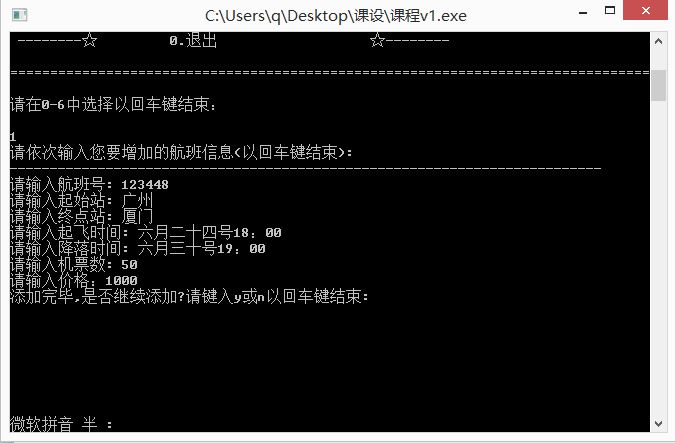 C:\Users\q\Desktop\课设\课程v1.exe
--------☆ 0.退出 ☆--------
================================================================================
请在0-6中选择以回车键结束:
1
请依次输入您要增加的航班信息(以回车键结束):
--------------------------------------------------------------------------
请输入航班号: 123448
请输入起始站: 广州
请输入终点站: 厦门
请输入起飞时间: 六月二十四号18：00
请输入降落时间: 六月三十号19：00
请输入机票数: 50
请输入价格: 1000
添加完毕,是否继续添加?请键入y或n以回车键结束:
微软拼音 半 :